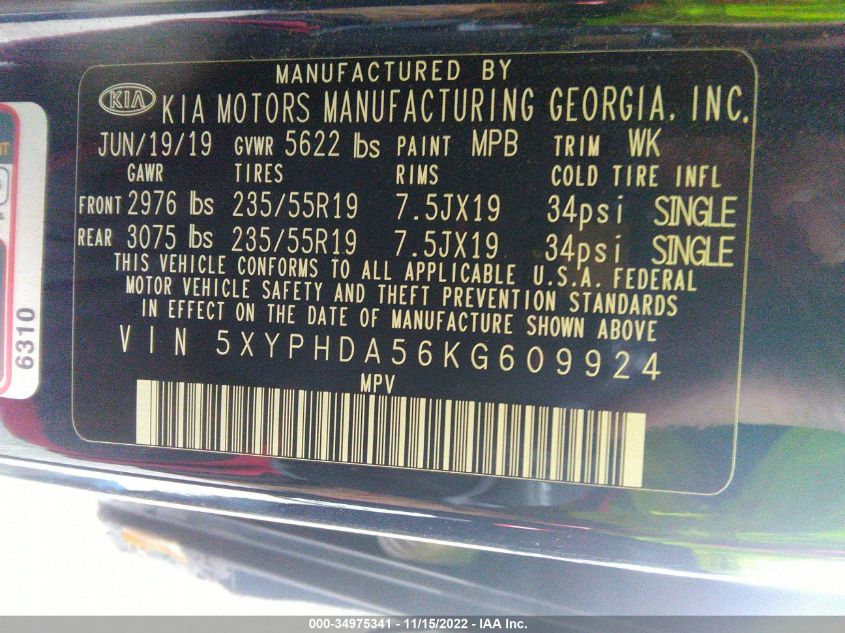 MANUFACTURED BY
KIA KIA MOTORS MANUFACTURING GEORGIA, INC.
JUN/19/19 GVWR 5622 lbs PAINT MPB TRIM WK
GAWR TIRES RIMS COLD TIRE INFL
FRONT 2976 lbs 235/55R19 7.5JX19 34psi SINGLE
REAR 3075 lbs 235/55R19 7.5JX19 34psi SINGLE
THIS VEHICLE CONFORMS TO ALL APPLICABLE U.S.A. FEDERAL
MOTOR VEHICLE SAFETY AND THEFT PREVENTION STANDARDS
IN EFFECT ON THE DATE OF MANUFACTURE SHOWN ABOVE
VIN 5XYPHDA56KG609924
MPV
6310
000-34975341 - 11/15/2022 - IAA Inc.